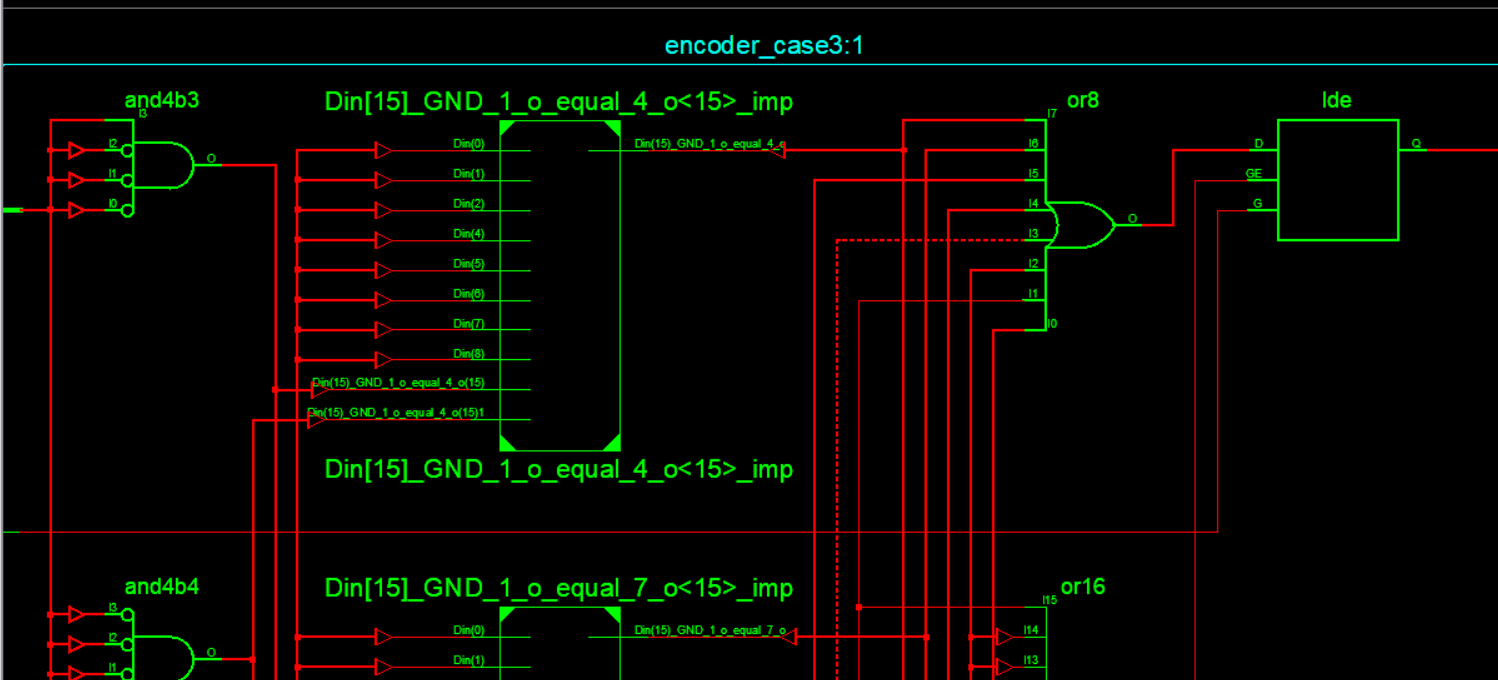 encoder_case3:1
and4b3
I3
I2
I1
I0
O
Din[15]_GND_1_o_equal_4_o<15>_imp
Din(0)
Din(1)
Din(2)
Din(4)
Din(5)
Din(6)
Din(7)
Din(8)
Din(15)_GND_1_o_equal_4_o(15)
Din(15)_GND_1_o_equal_4_o(15)1
Din(15)_GND_1_o_equal_4_o
Din[15]_GND_1_o_equal_4_o<15>_imp
or8
I7
I6
I5
I4
I3
I2
I1
I0
O
lde
D
GE
G
Q
and4b4
I3
I2
I1
O
Din[15]_GND_1_o_equal_7_o<15>_imp
Din(0)
Din(1)
Din(15)_GND_1_o_equal_7_o
or16
I15
I14
I13